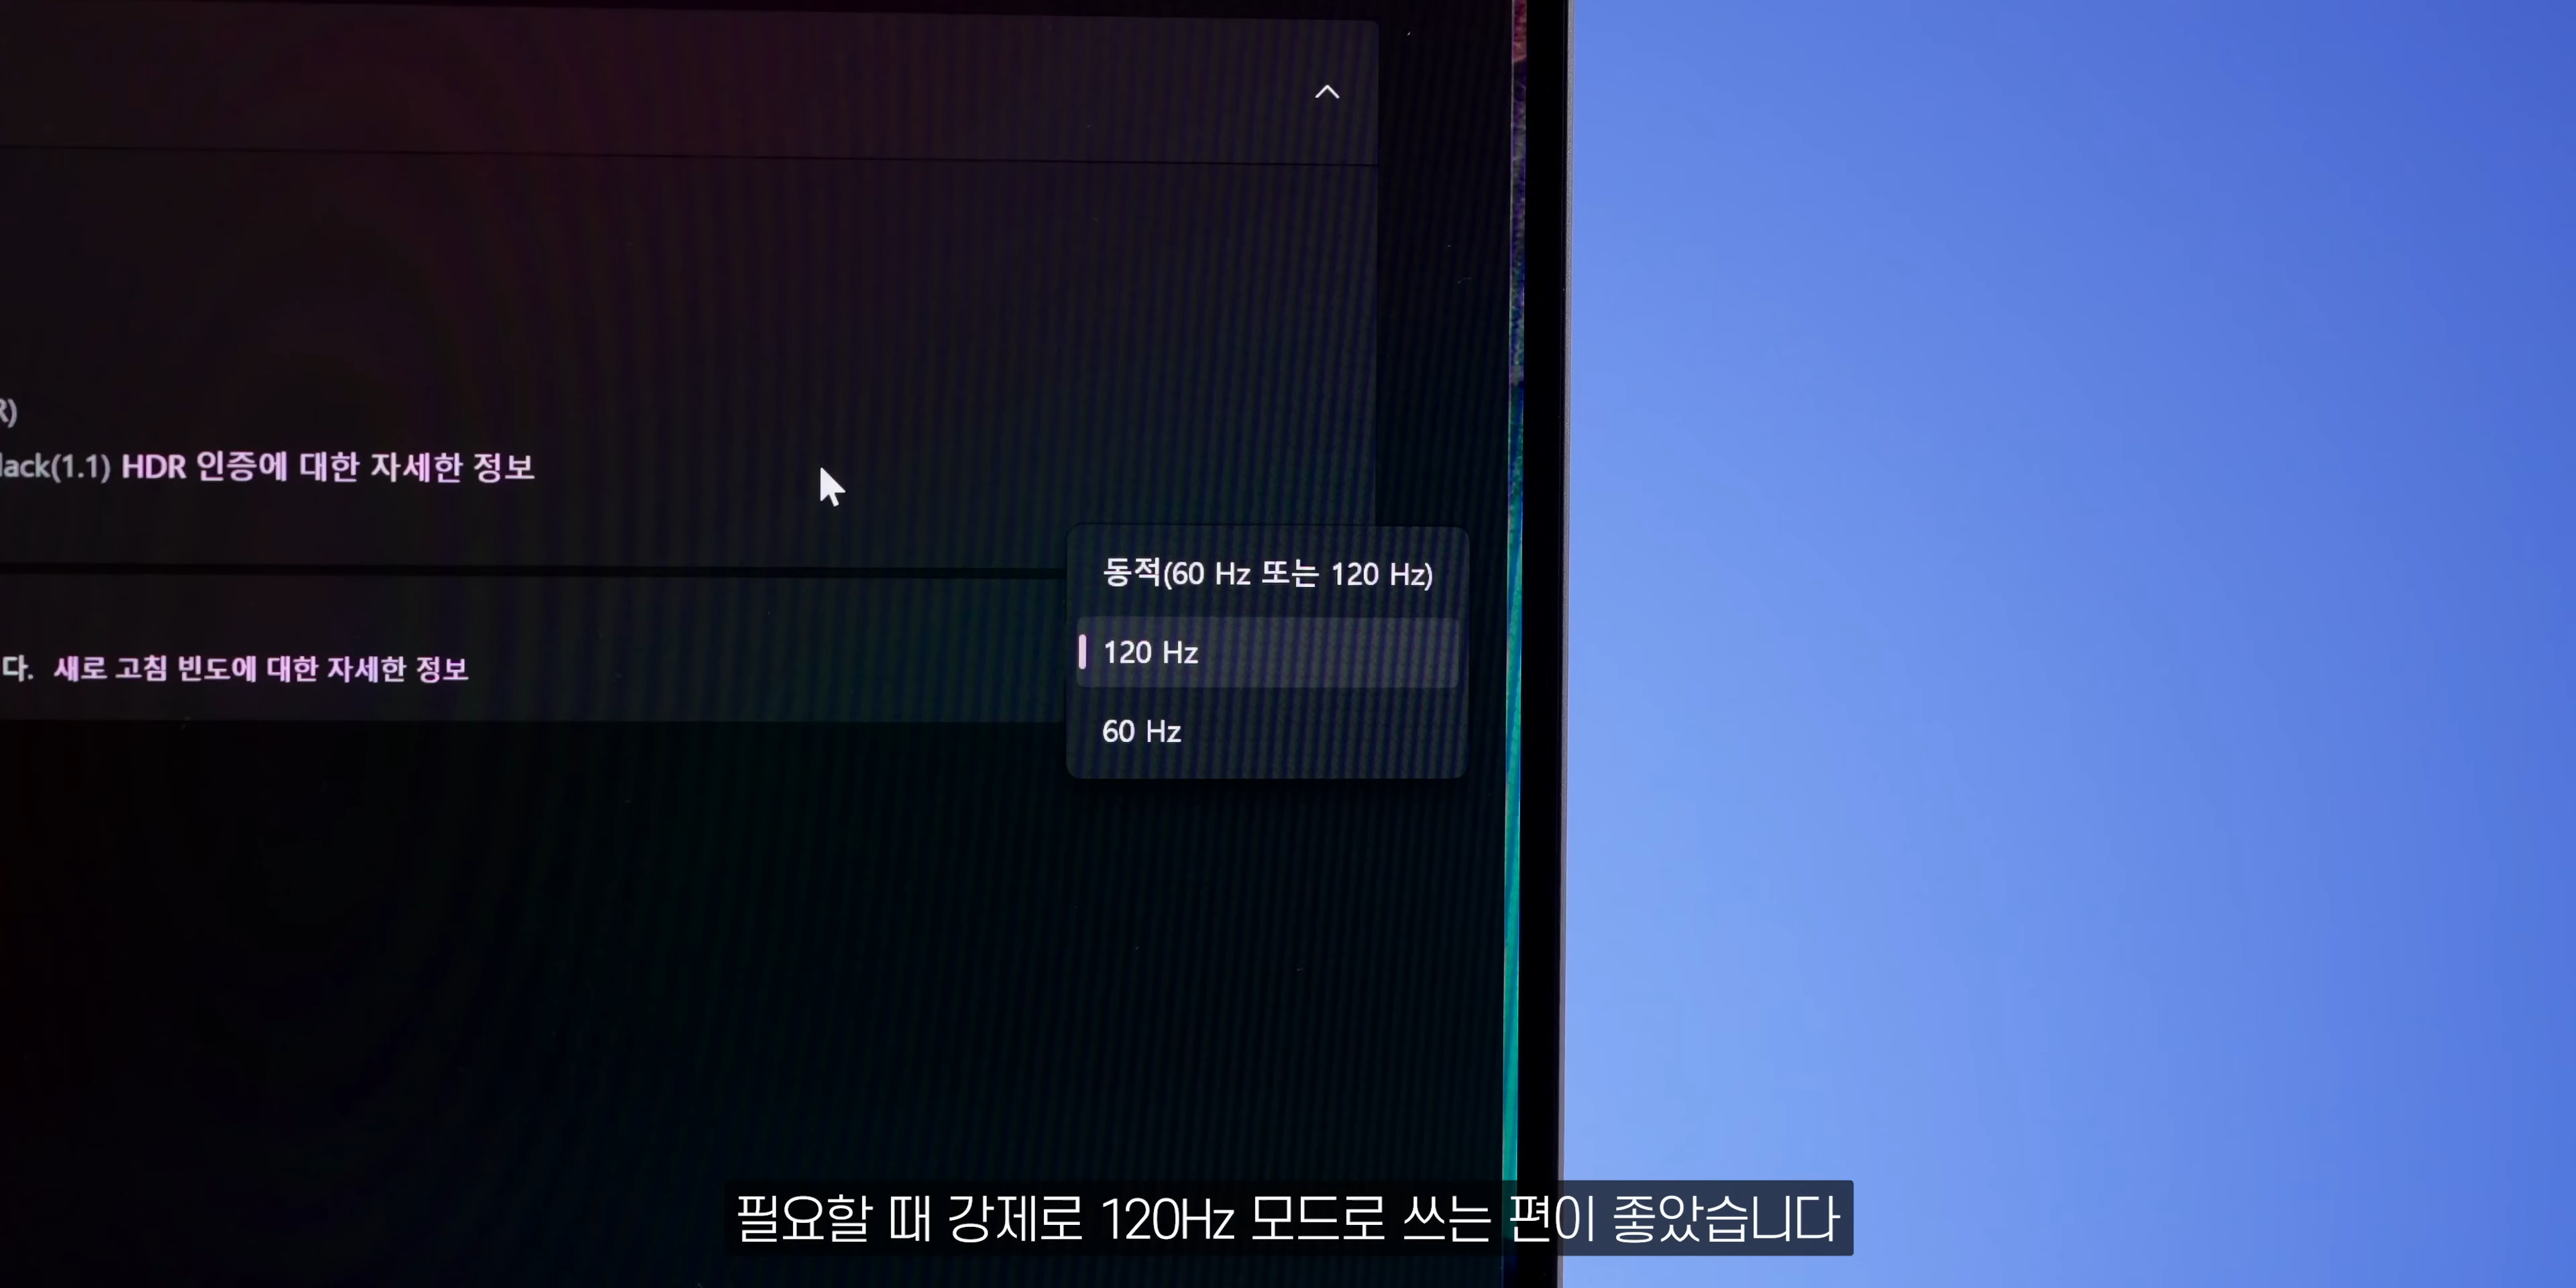 R)
lack(1.1) HDR 인증에 대한 자세한 정보
동적(60 Hz 또는 120 Hz)
120 Hz
다. 새로 고침 빈도에 대한 자세한 정보
60 Hz
필요할 때 강제로 120Hz 모드로 쓰는 편이 좋았습니다